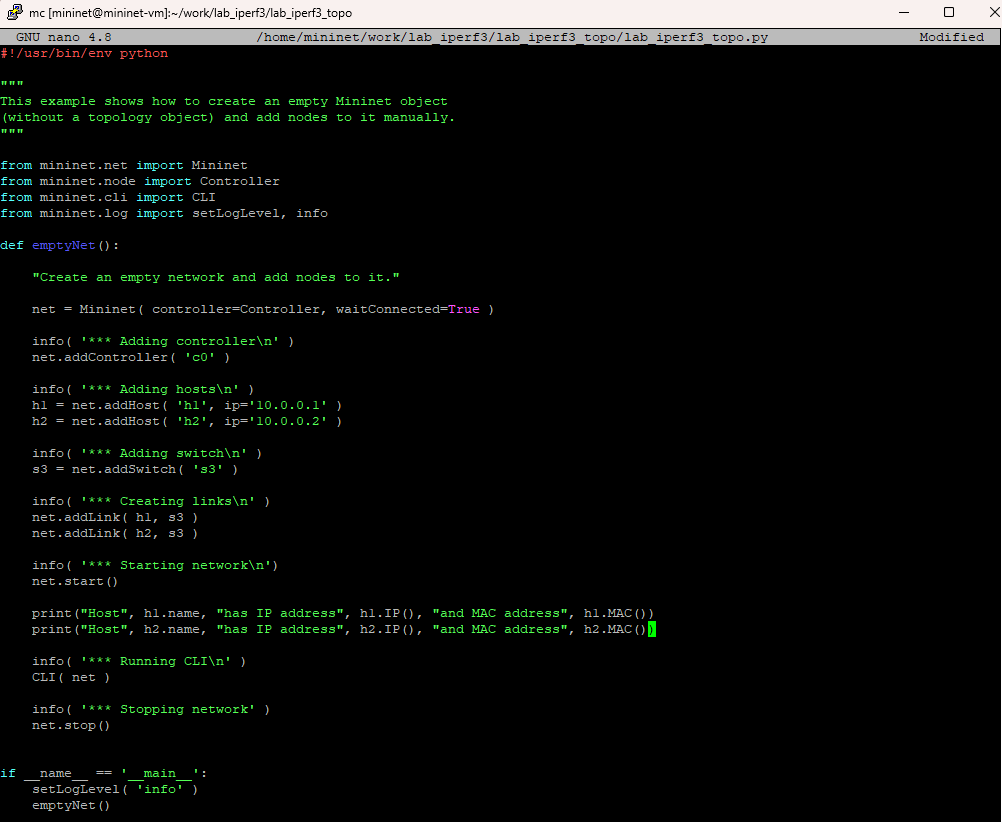 mc [mininet@mininet-vm]:~/work/lab_iperf3/lab_iperf3_topo
GNU nano 4.8 /home/mininet/work/lab_iperf3/lab_iperf3_topo/lab_iperf3_topo.py Modified
#!/usr/bin/env python
"""
This example shows how to create an empty Mininet object
(without a topology object) and add nodes to it manually.
"""
from mininet.net import Mininet
from mininet.node import Controller
from mininet.cli import CLI
from mininet.log import setLogLevel, info
def emptyNet():
    "Create an empty network and add nodes to it."
    net = Mininet( controller=Controller, waitConnected=True )
    info( '*** Adding controller\n' )
    net.addController( 'c0' )
    info( '*** Adding hosts\n' )
    h1 = net.addHost( 'h1', ip='10.0.0.1' )
    h2 = net.addHost( 'h2', ip='10.0.0.2' )
    info( '*** Adding switch\n' )
    s3 = net.addSwitch( 's3' )
    info( '*** Creating links\n' )
    net.addLink( h1, s3 )
    net.addLink( h2, s3 )
    info( '*** Starting network\n')
    net.start()
    print("Host", h1.name, "has IP address", h1.IP(), "and MAC address", h1.MAC())
    print("Host", h2.name, "has IP address", h2.IP(), "and MAC address", h2.MAC())
    info( '*** Running CLI\n' )
    CLI( net )
    info( '*** Stopping network' )
    net.stop()
if __name__ == '__main__':
    setLogLevel( 'info' )
    emptyNet()